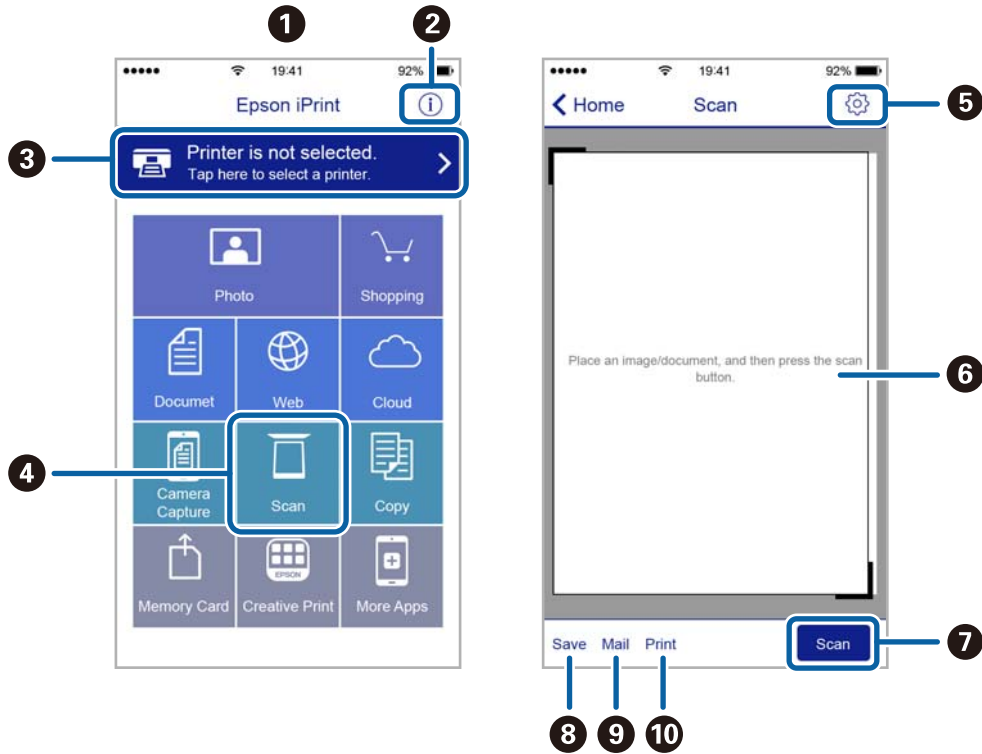 1
2
19:41
92%
Epson iPrint
i
3
Printer is not selected.
Tap here to select a printer.
Photo
Shopping
Documet
Web
Cloud
4
Camera
Capture
Scan
Copy
EPSON
Memory Card
Creative Print
More Apps
19:41
92%
Home
Scan
5
Place an image/document, and then press the scan
button.
6
Save
Mail
Print
Scan
7
8
9
10